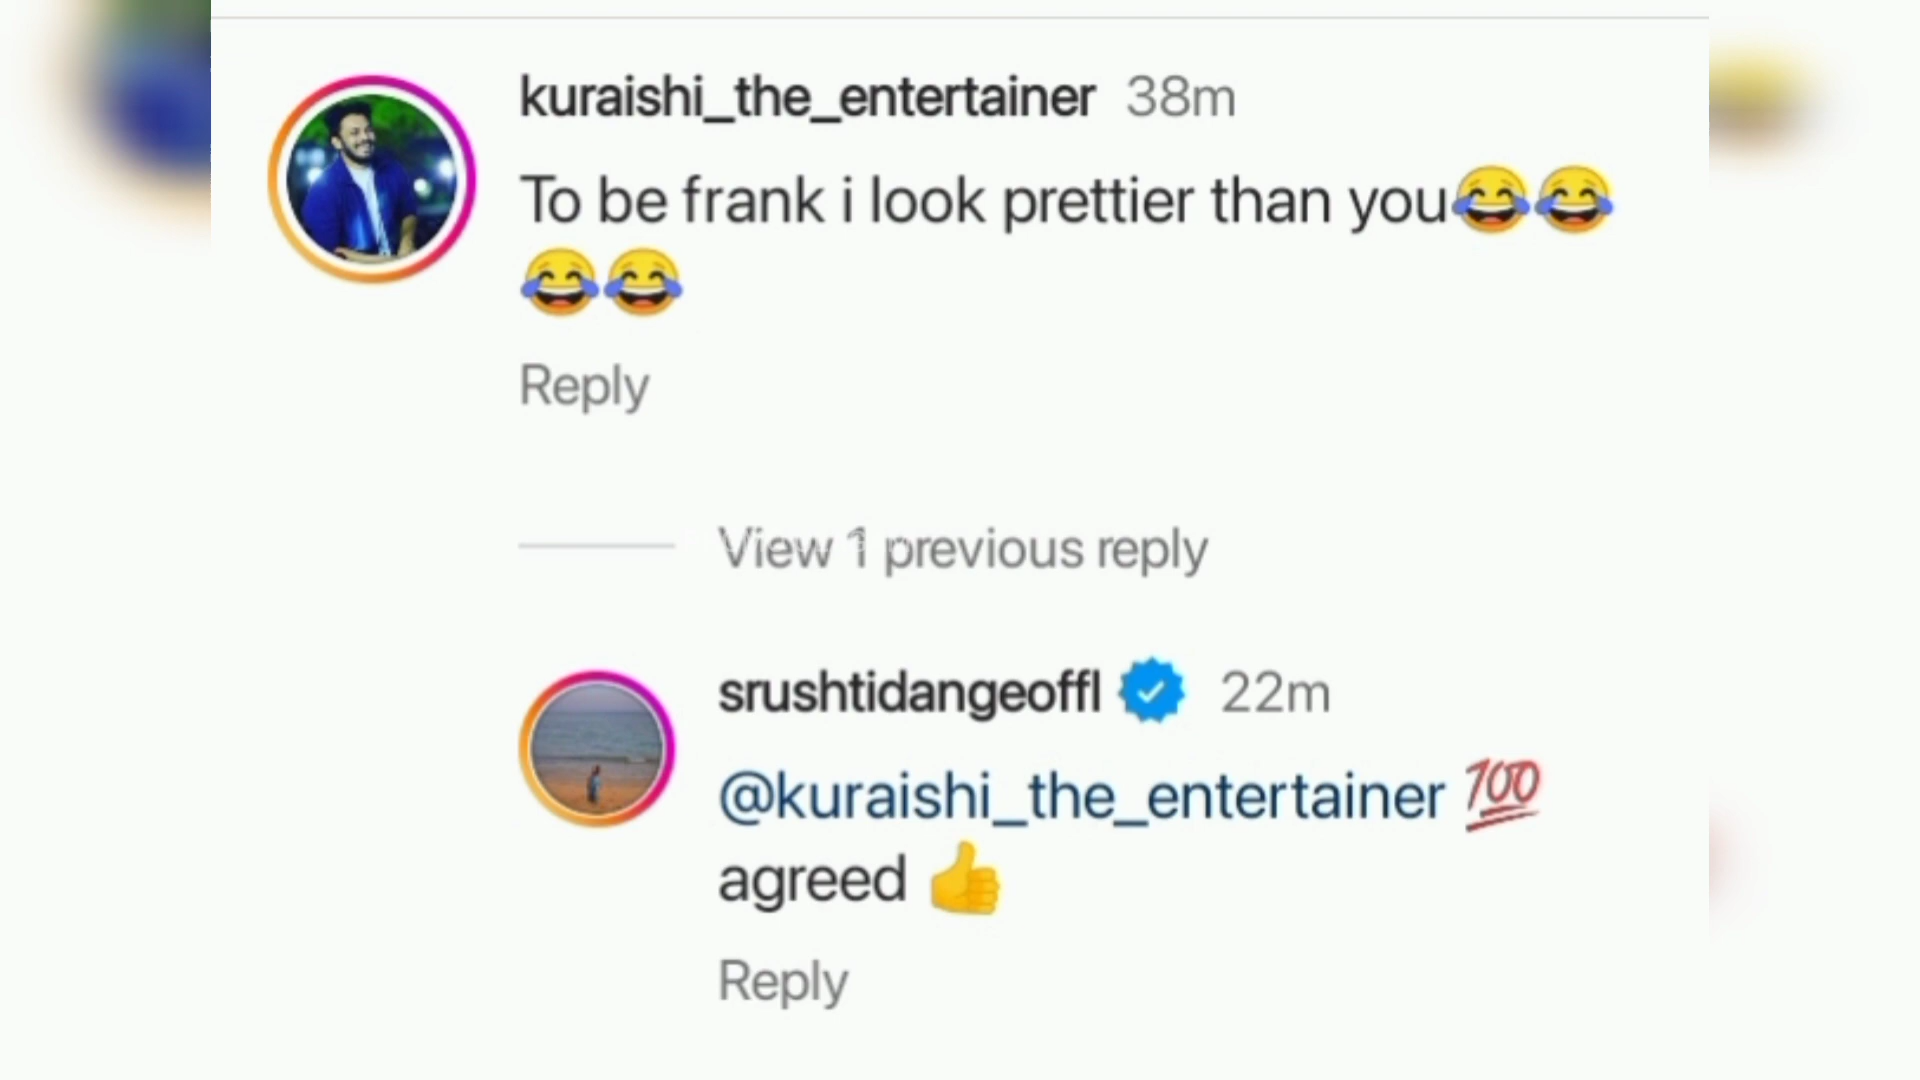 kuraishi_the_entertainer 38m
To be frank i look prettier than you😂😂
😂😂
Reply
View 1 previous reply
srushtidangeoffl 22m
@kuraishi_the_entertainer 💯
agreed 👍
Reply